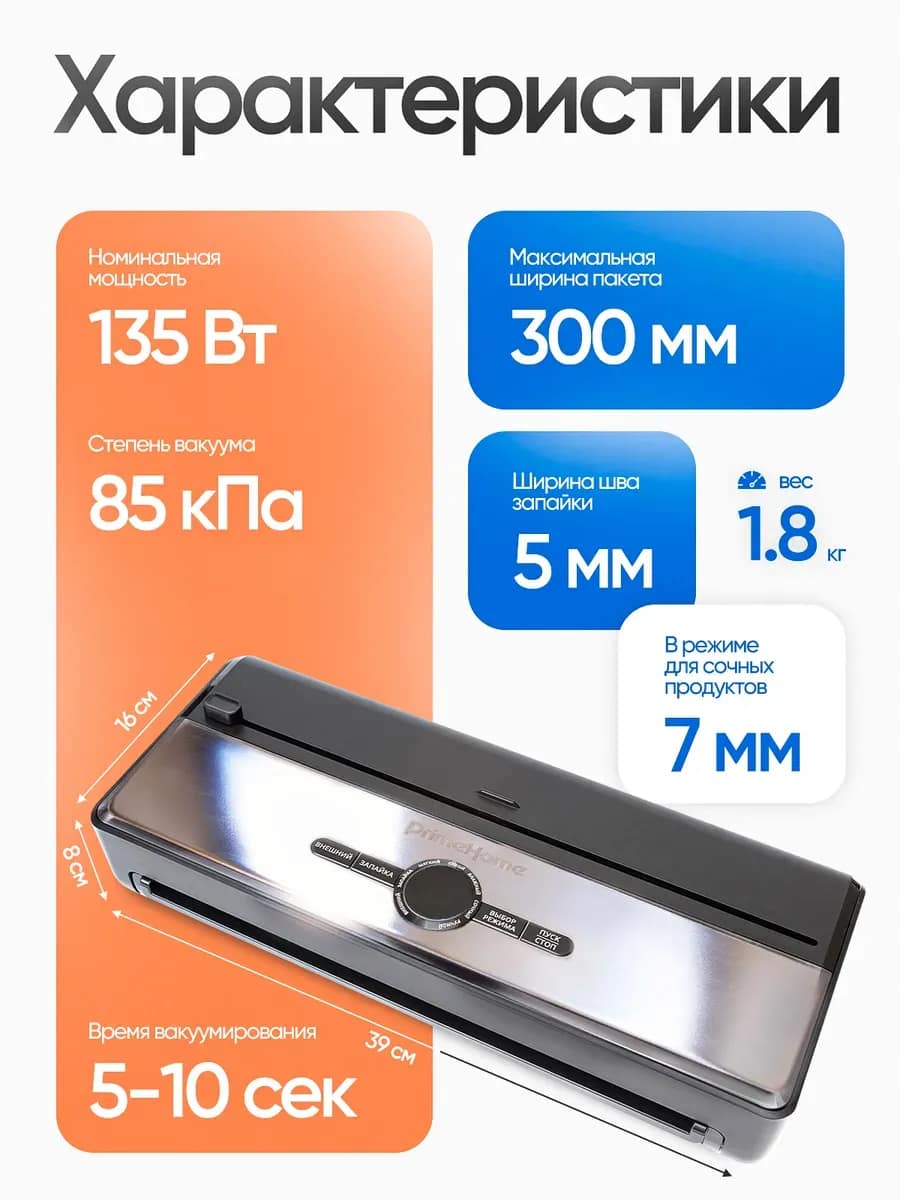 Характеристики
Номинальная
мощность
135 Вт
Степень вакуума
85 кПа
Максимальная
ширина пакета
300 мм
Ширина шва
запайки
5 мм
вес
1.8 кг
В режиме
для сочных
продуктов
7 мм
16 см
8 см
39 см
PrimeHome
ВНЕШНИЙ
ЗАПАЙКА
ВЫБОР
РЕЖИМА
ПУСК
СТОП
Время вакуумирования
5-10 сек